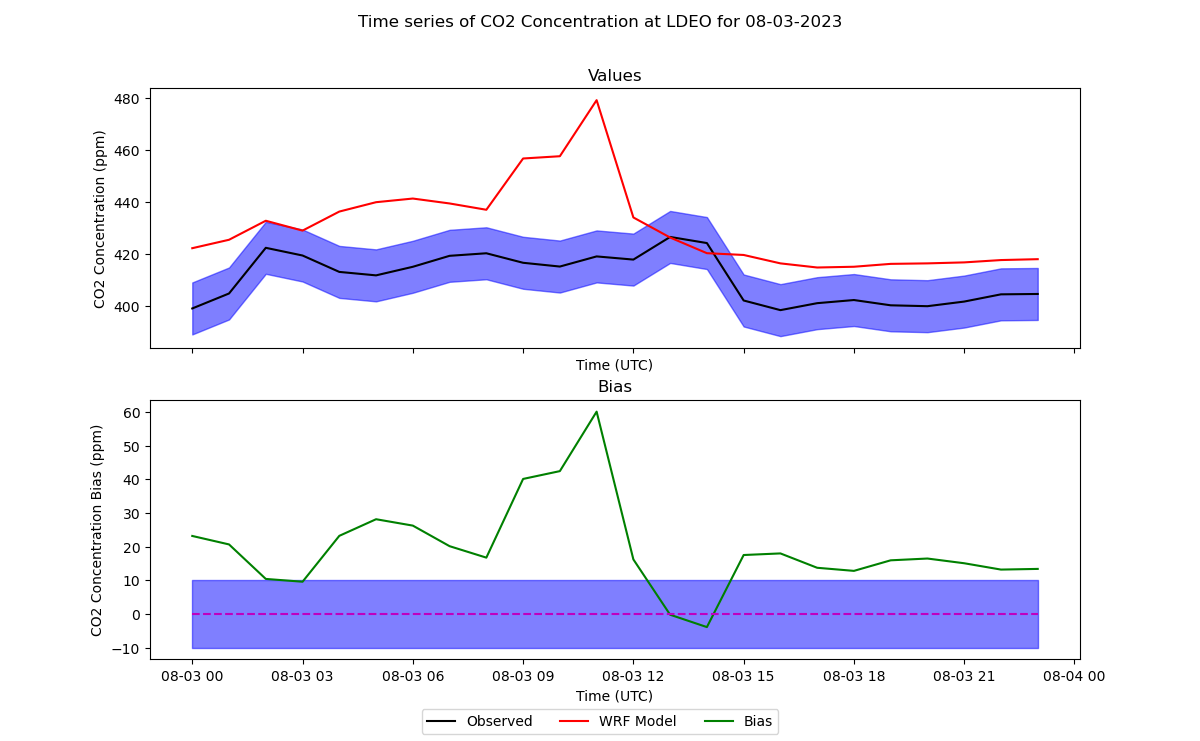 Time series of CO2 Concentration at LDEO for 08-03-2023
Values
CO2 Concentration (ppm)
480
460
440
420
400
Time (UTC)
Bias
CO2 Concentration Bias (ppm)
60
50
40
30
20
10
0
−10
08-03 00 08-03 03 08-03 06 08-03 09 08-03 12 08-03 15 08-03 18 08-03 21 08-04 00
Time (UTC)
Observed WRF Model Bias